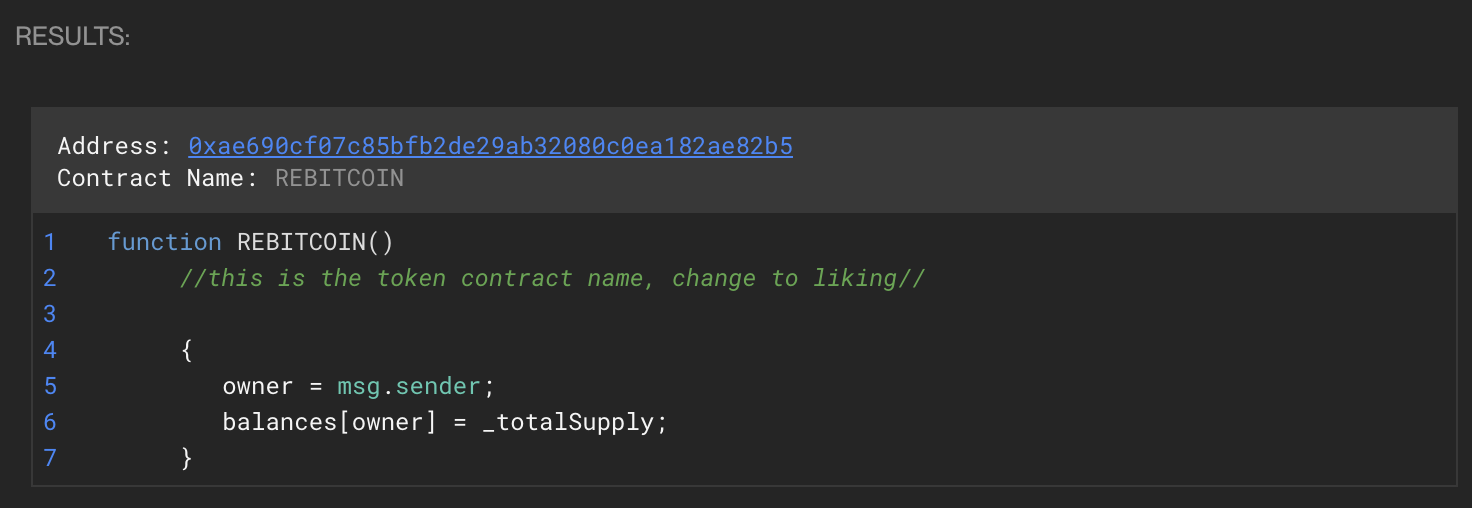 RESULTS:
Address: 0xae690cf07c85bfb2de29ab32080c0ea182ae82b5
Contract Name: REBITCOIN
1 function REBITCOIN()
2 //this is the token contract name, change to liking//
3
4 {
5 owner = msg.sender;
6 balances[owner] = _totalSupply;
7 }